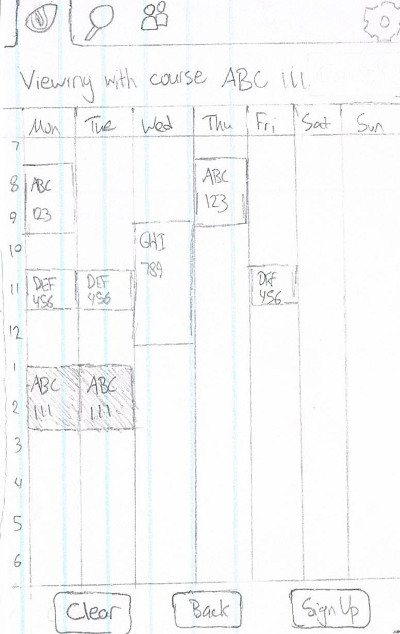 Viewing with course ABC 111
Mon Tue Wed Thu Fri Sat Sun
7
8 ABC ABC
123
9 123
10 GHI
789
11 DEF DEF DEF
456 456 456
12
1
ABC ABC
2 111 111
3
4
5
6
Clear Back Sign Up